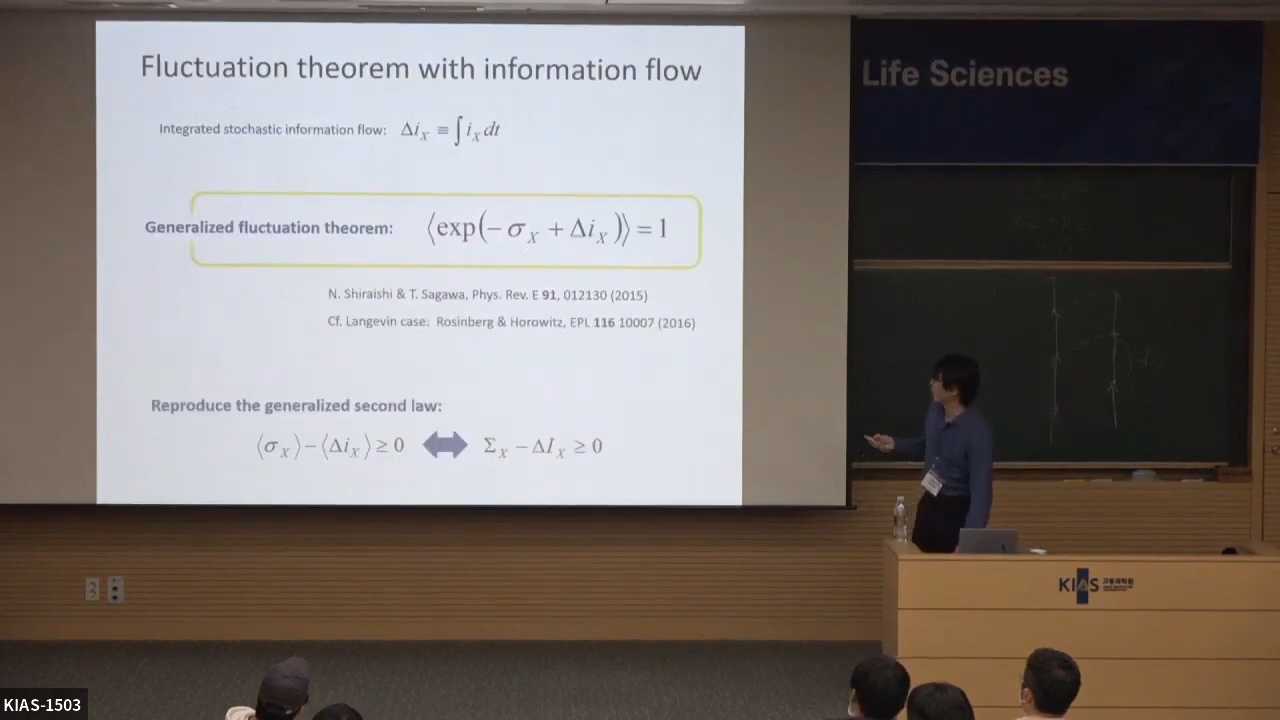 Fluctuation theorem with information flow
Integrated stochastic information flow: Δi_X ≡ ∫ i_X dt
Generalized fluctuation theorem: ⟨exp(−σ_X + Δi_X)⟩ = 1
N. Shiraishi & T. Sagawa, Phys. Rev. E 91, 012130 (2015)
Cf. Langevin case: Rosinberg & Horowitz, EPL 116 10007 (2016)
Reproduce the generalized second law:
⟨σ_X⟩ − ⟨Δi_X⟩ ≥ 0 Σ_X − ΔI_X ≥ 0
Life Sciences
KIAS 고등과학원
KIAS-1503